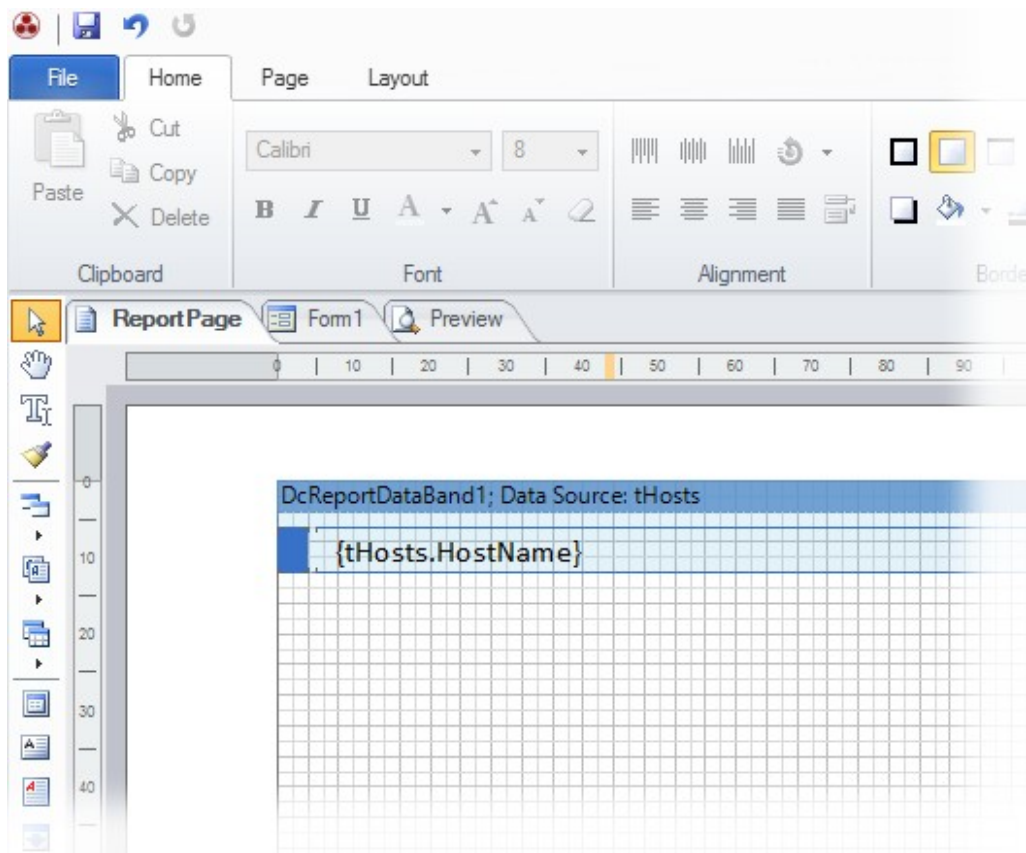 File Home Page Layout
Cut
Calibri 8
Copy
Paste
B I U A A A
Delete
Clipboard Font Alignment Borde
ReportPage Form1 Preview
0 10 20 30 40 50 60 70 80 90
0
DcReportDataBand1; Data Source: tHosts
{tHosts.HostName}
10
20
30
40